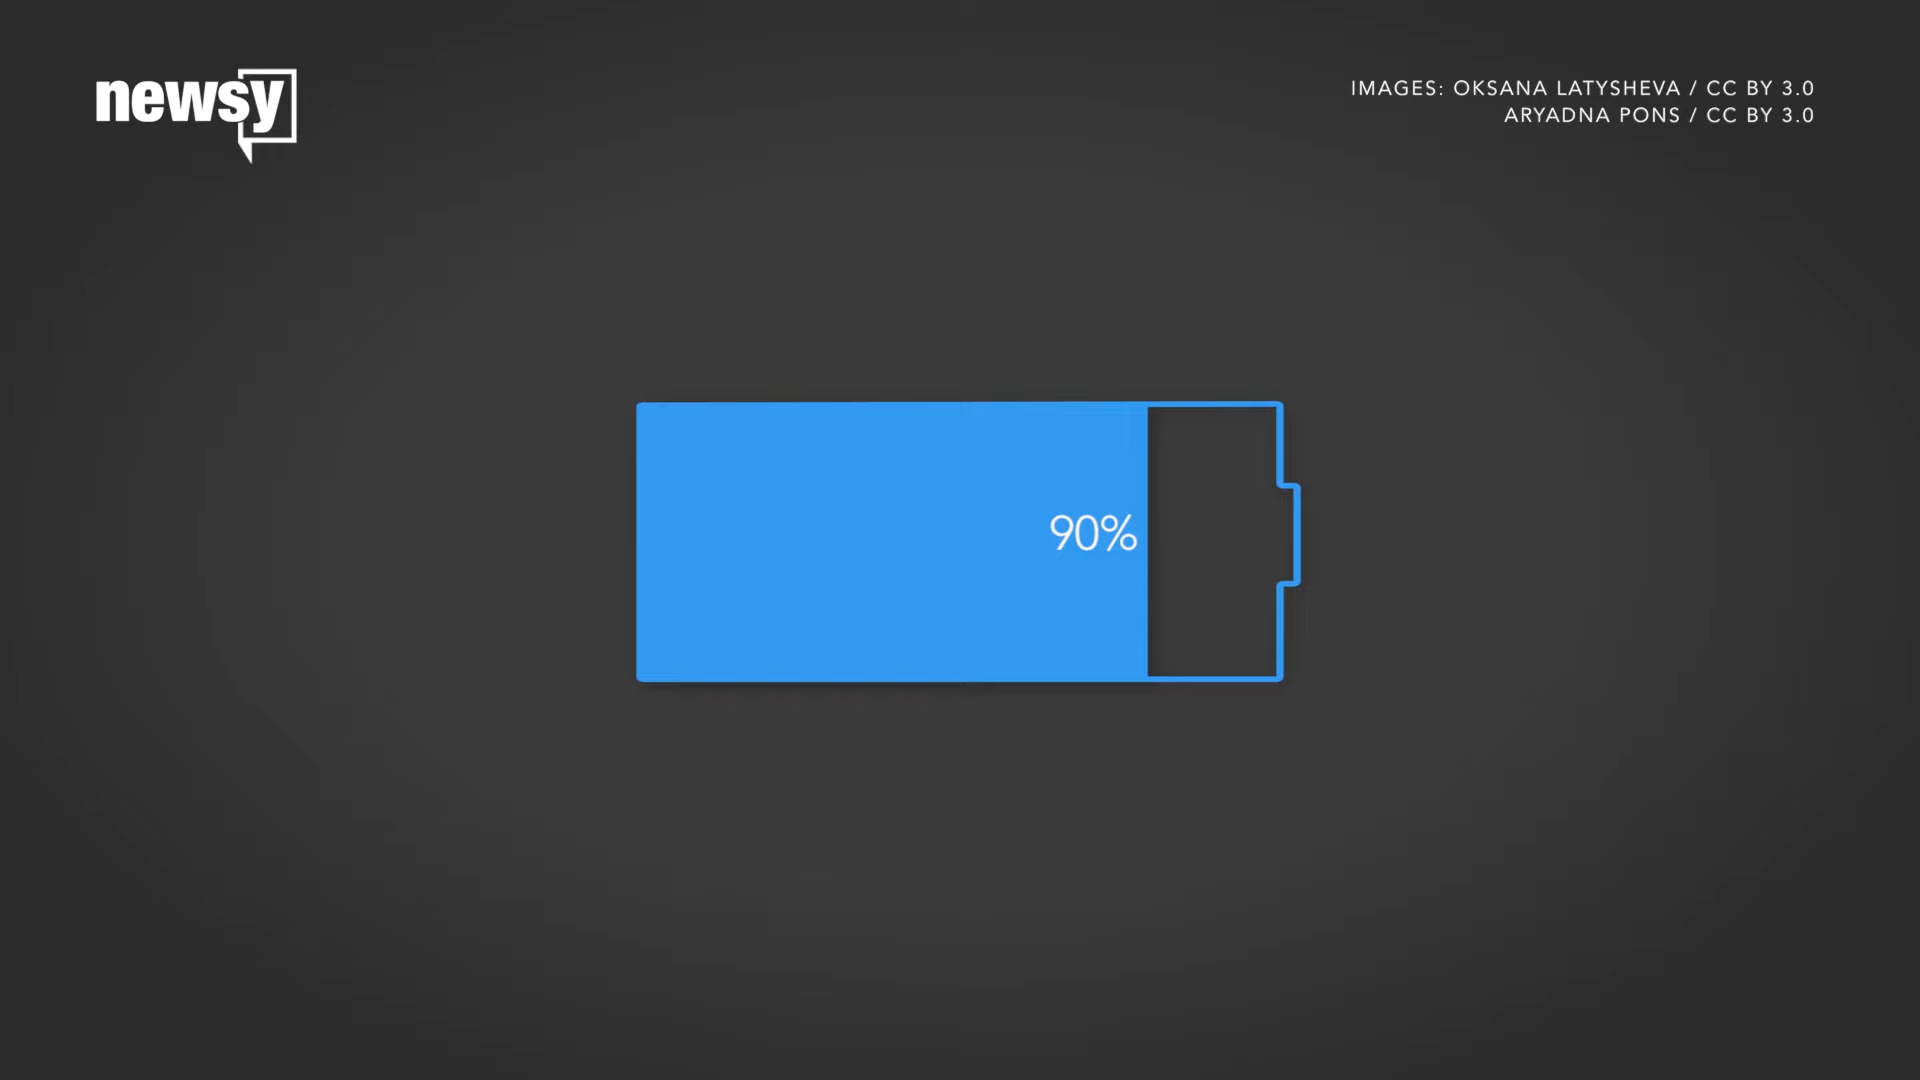 newsy
IMAGES: OKSANA LATYSHEVA / CC BY 3.0
ARYADNA PONS / CC BY 3.0
90%